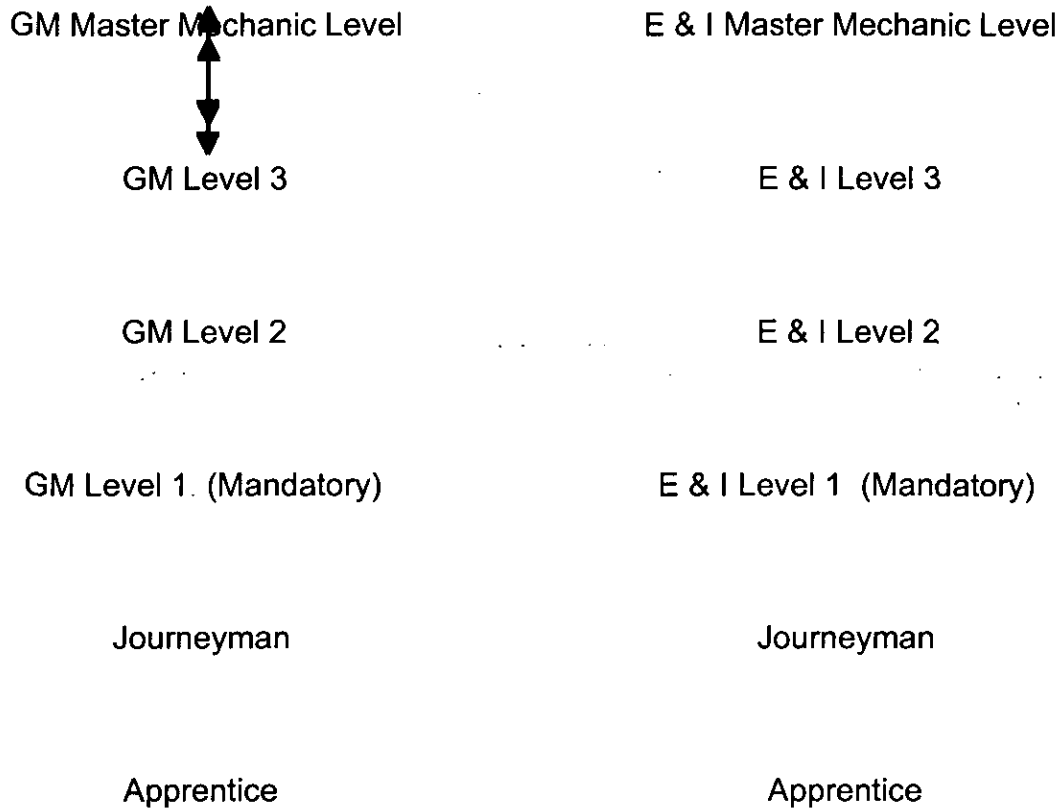 GM Master Mechanic Level E & I Master Mechanic Level
GM Level 3 E & I Level 3
GM Level 2 E & I Level 2
GM Level 1. (Mandatory) E & I Level 1 (Mandatory)
Journeyman Journeyman
Apprentice Apprentice